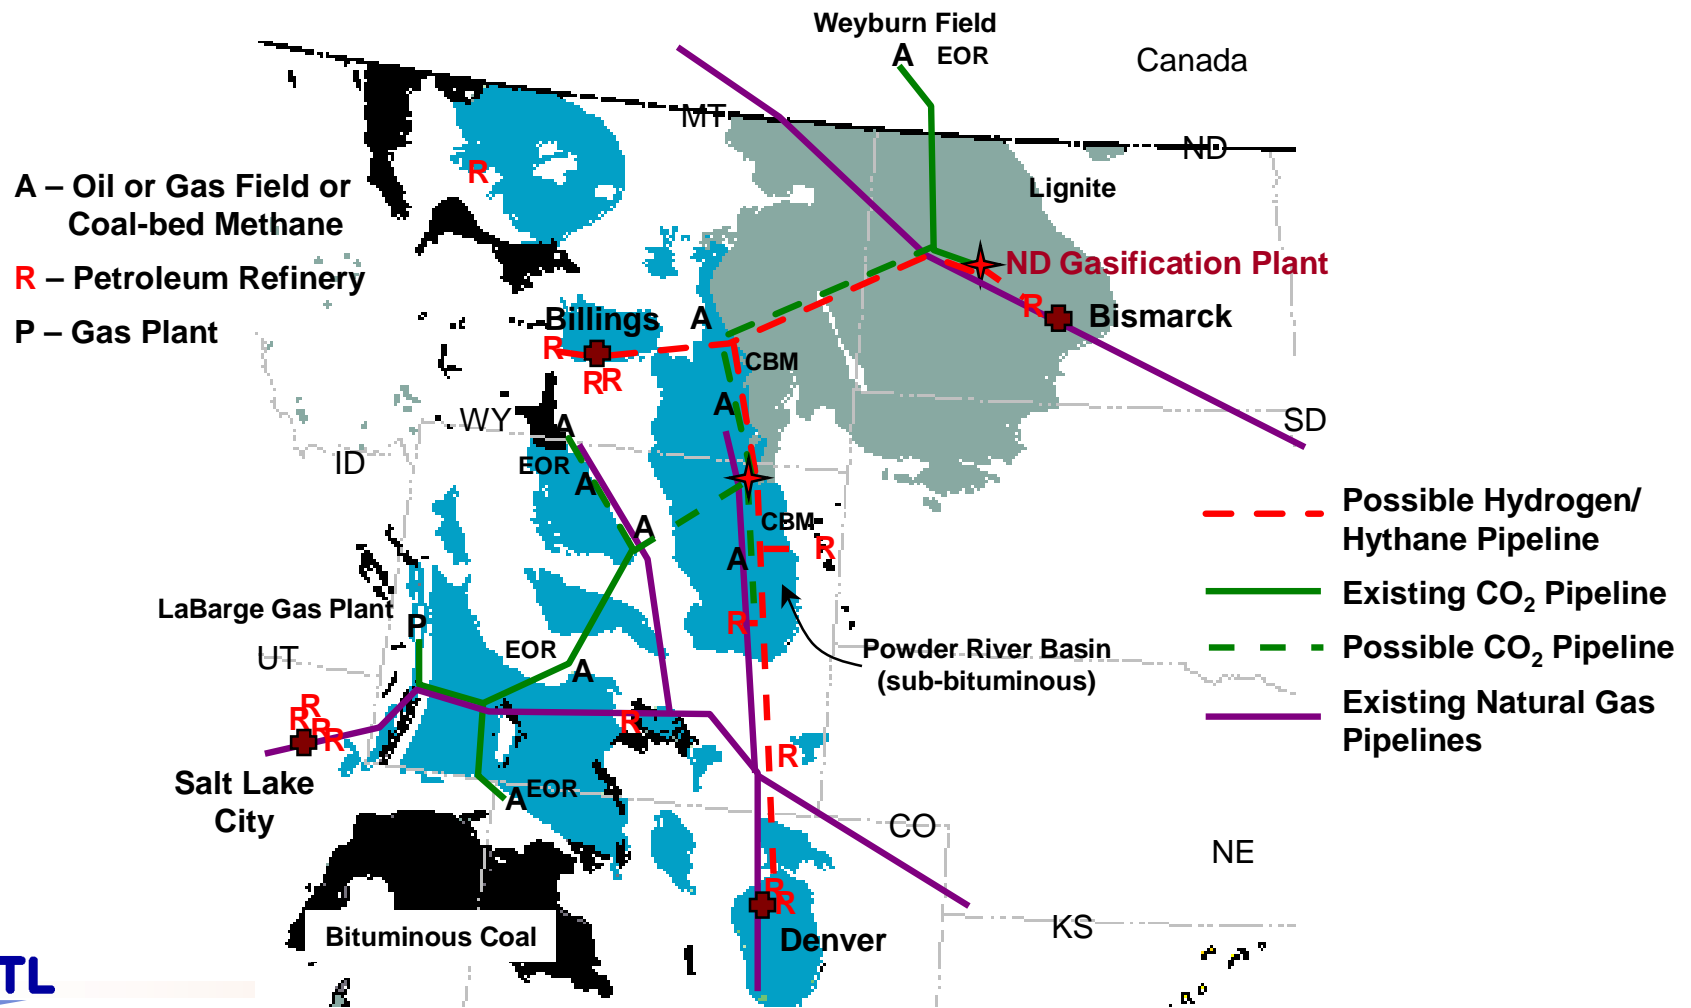 Weyburn Field
A EOR
Canada
MT
ND
A – Oil or Gas Field or
Coal-bed Methane
R
Lignite
R – Petroleum Refinery
ND Gasification Plant
P – Gas Plant
Billings
A
R
Bismarck
R
RR
CBM
A
WY
A
SD
ID
EOR
A
Possible Hydrogen/
Hythane Pipeline
A
CBM
R
A
Existing CO₂ Pipeline
LaBarge Gas Plant
P
R
Powder River Basin
(sub-bituminous)
Possible CO₂ Pipeline
UT
EOR
A
Existing Natural Gas
Pipelines
R
R
R
R
R
R
Salt Lake
City
A
EOR
CO
NE
R
R
Bituminous Coal
Denver
KS
TL